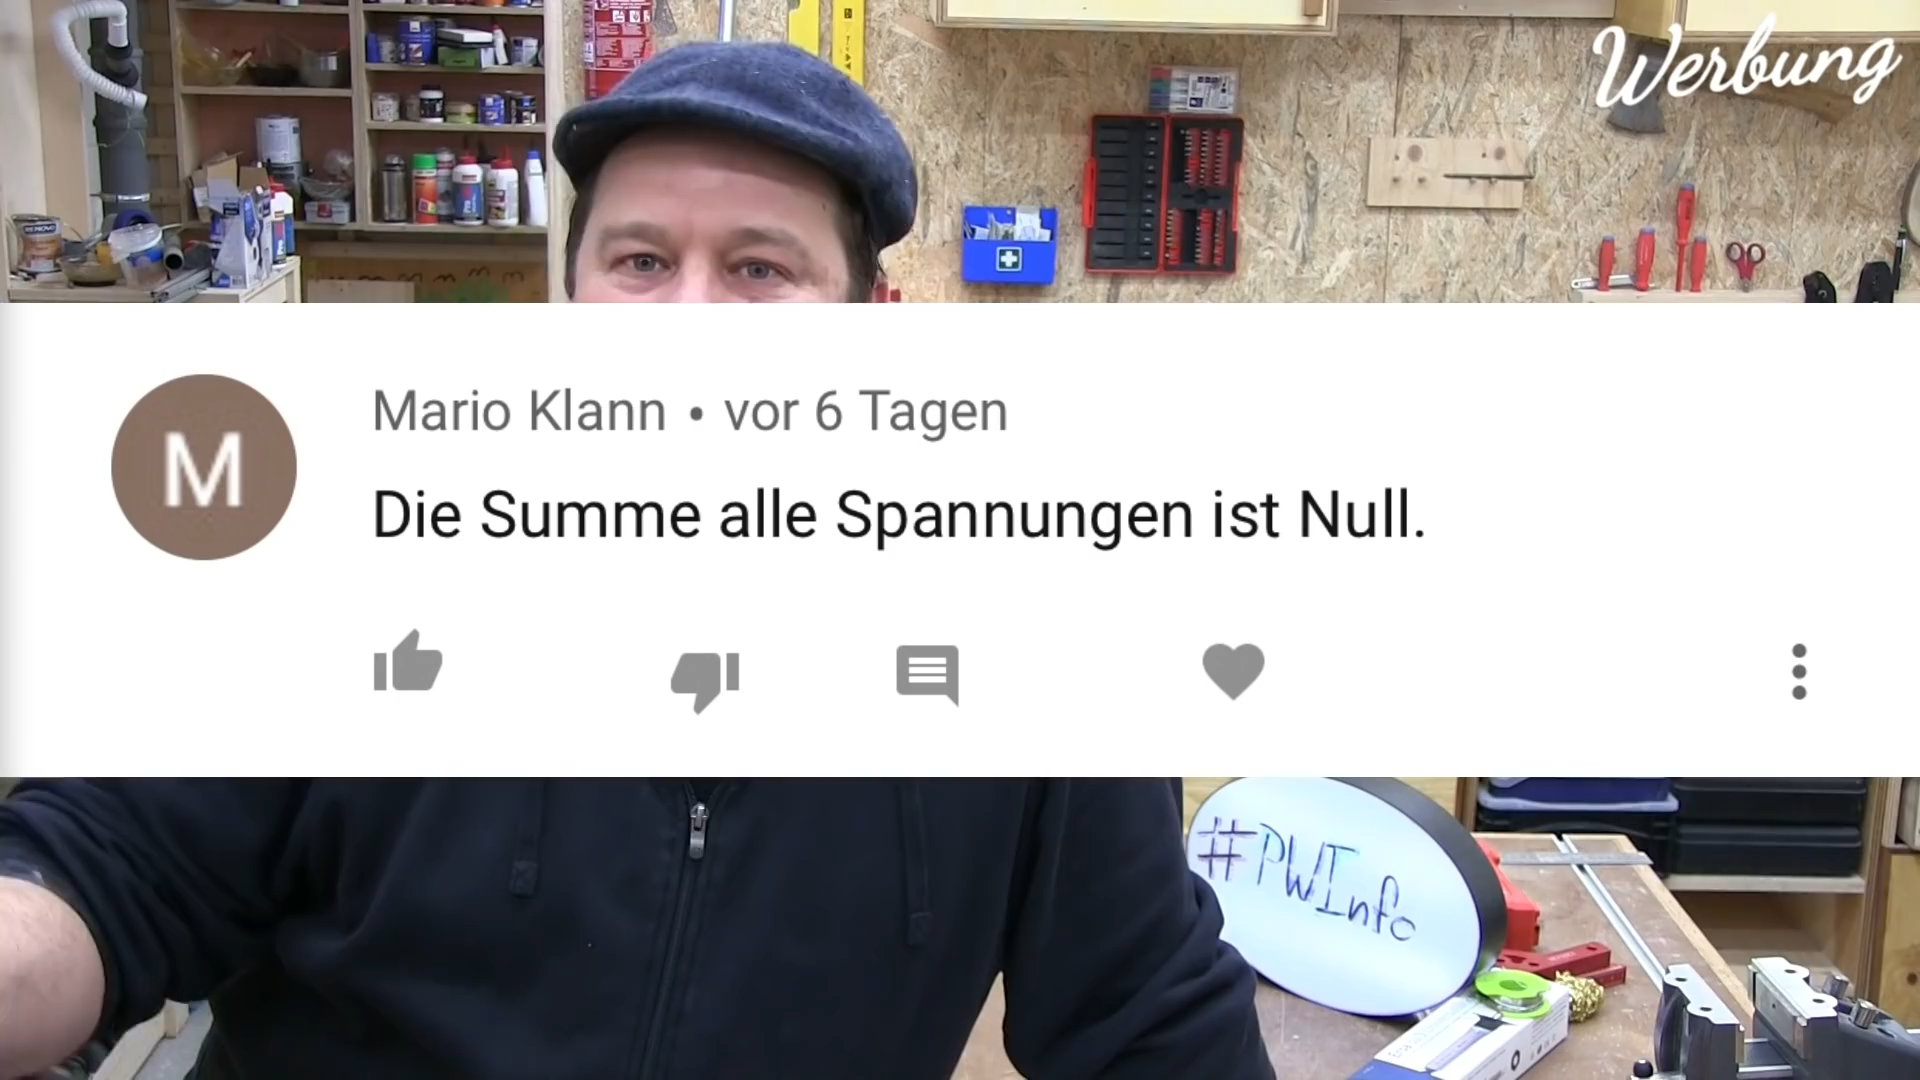 Werbung
M
Mario Klann • vor 6 Tagen
Die Summe alle Spannungen ist Null.
#PWInfo